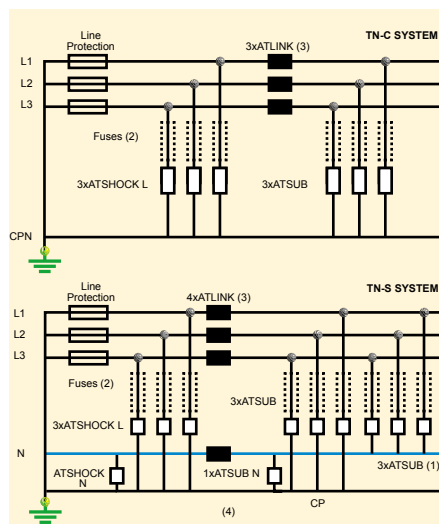 TN-C SYSTEM
Line
Protection
3xATLINK (3)
L1
L2
L3
Fuses (2)
3xATSHOCK L
3xATSUB
CPN
TN-S SYSTEM
Line
Protection
4xATLINK (3)
L1
L2
L3
Fuses (2)
3xATSUB
3xATSHOCK L
N
3xATSUB (1)
ATSHOCK
N
1xATSUB N
CP
(4)